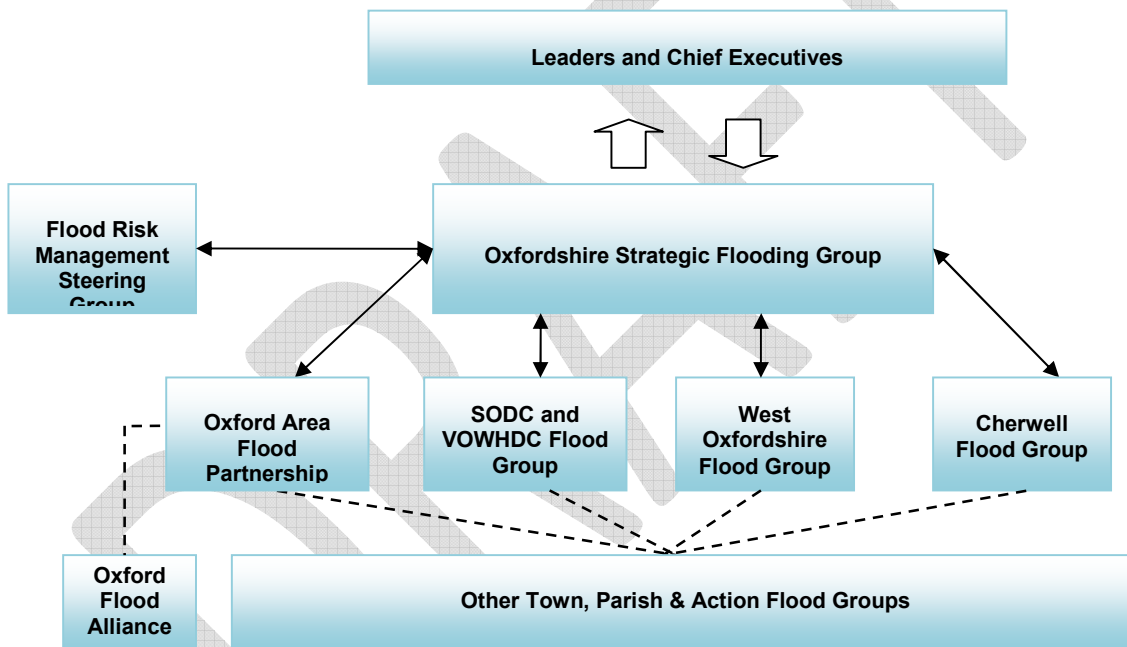 Leaders and Chief Executives
Flood Risk
Management
Steering
Group
Oxfordshire Strategic Flooding Group
Oxford Area
Flood
Partnership
SODC and
VOWHDC Flood
Group
West
Oxfordshire
Flood Group
Cherwell
Flood Group
Oxford
Flood
Alliance
Other Town, Parish & Action Flood Groups